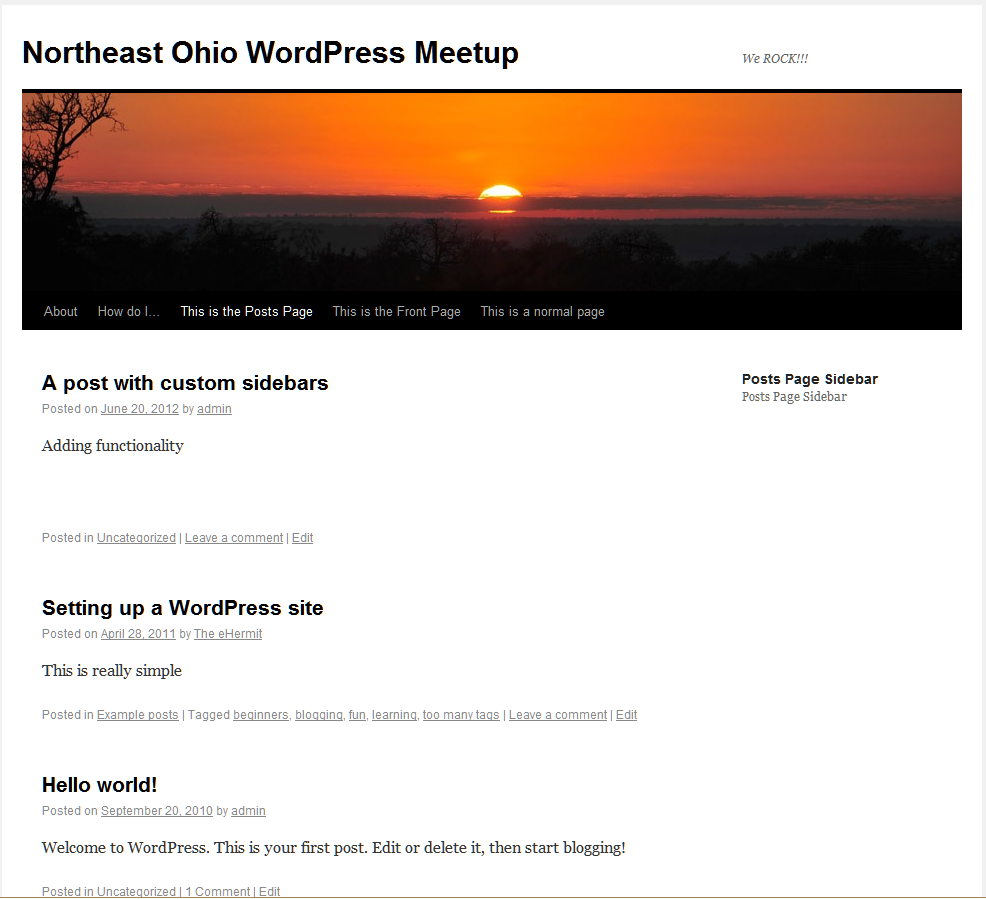 Northeast Ohio WordPress Meetup
We ROCK!!!
About How do I... This is the Posts Page This is the Front Page This is a normal page
A post with custom sidebars
Posted on June 20, 2012 by admin
Adding functionality
Posted in Uncategorized | Leave a comment | Edit
Setting up a WordPress site
Posted on April 28, 2011 by The eHermit
This is really simple
Posted in Example posts | Tagged beginners, blogging, fun, learning, too many tags | Leave a comment | Edit
Hello world!
Posted on September 20, 2010 by admin
Welcome to WordPress. This is your first post. Edit or delete it, then start blogging!
Posted in Uncategorized | 1 Comment | Edit
Posts Page Sidebar
Posts Page Sidebar